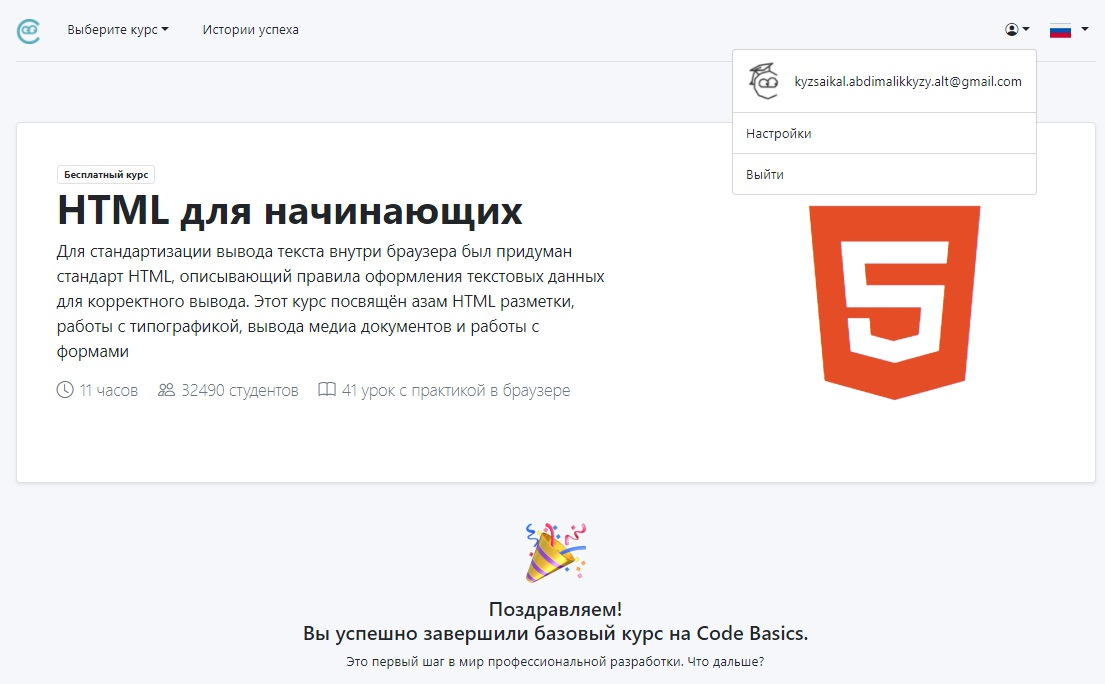 Выберите курс
Истории успеха
kyzsaikal.abdimalikkyzy.alt@gmail.com
Настройки
Выйти
Бесплатный курс
HTML для начинающих
Для стандартизации вывода текста внутри браузера был придуман
стандарт HTML, описывающий правила оформления текстовых данных
для корректного вывода. Этот курс посвящён азам HTML разметки,
работы с типографикой, вывода медиа документов и работы с
формами
11 часов
32490 студентов
41 урок с практикой в браузере
Поздравляем!
Вы успешно завершили базовый курс на Code Basics.
Это первый шаг в мир профессиональной разработки. Что дальше?